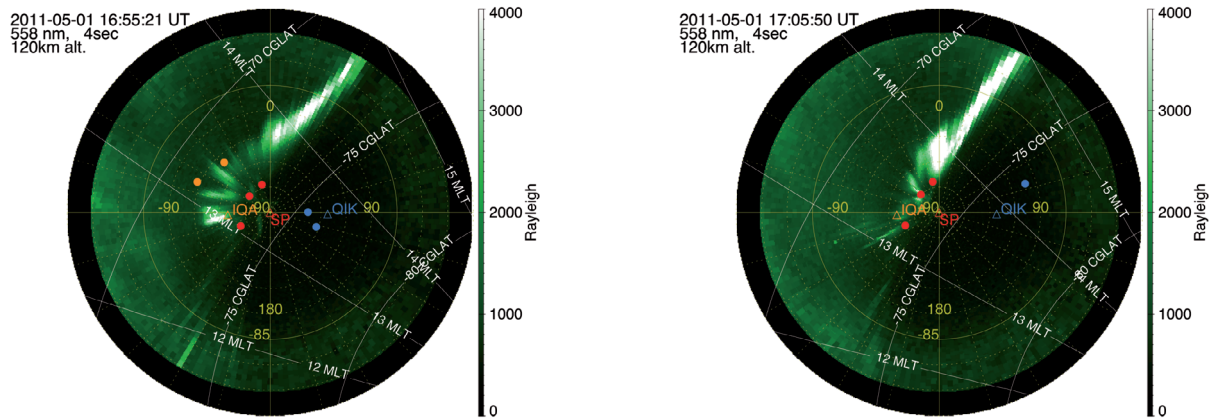 2011-05-01 16:55:21 UT
558 nm, 4sec
120km alt.
14 MLT
-70 CGLAT
0
-75 CGLAT
15 MLT
-90
IQA
-90
SP
QIK
90
13 MLT
14 MLT
-80 CGLAT
-75 CGLAT
180
-85
13 MLT
12 MLT
12 MLT
4000
3000
2000
1000
0
Rayleigh
2011-05-01 17:05:50 UT
558 nm, 4sec
120km alt.
-70 CGLAT
14 MLT
0
-75 CGLAT
15 MLT
-90
IQA
-90
SP
QIK
90
13 MLT
-80 CGLAT
-75 CGLAT
180
-85
13 MLT
12 MLT
4000
3000
2000
1000
0
Rayleigh